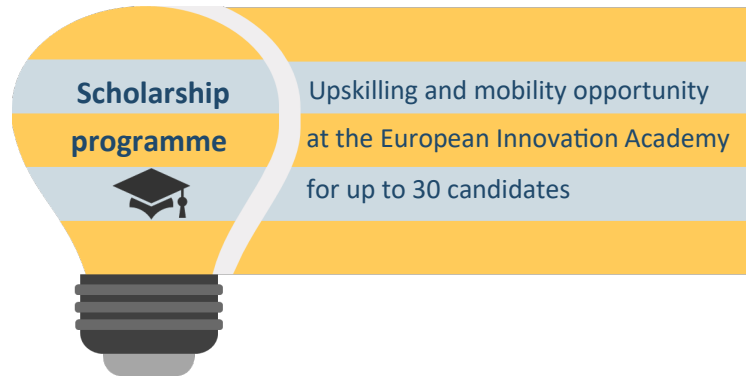 Scholarship
programme
Upskilling and mobility opportunity
at the European Innovation Academy
for up to 30 candidates